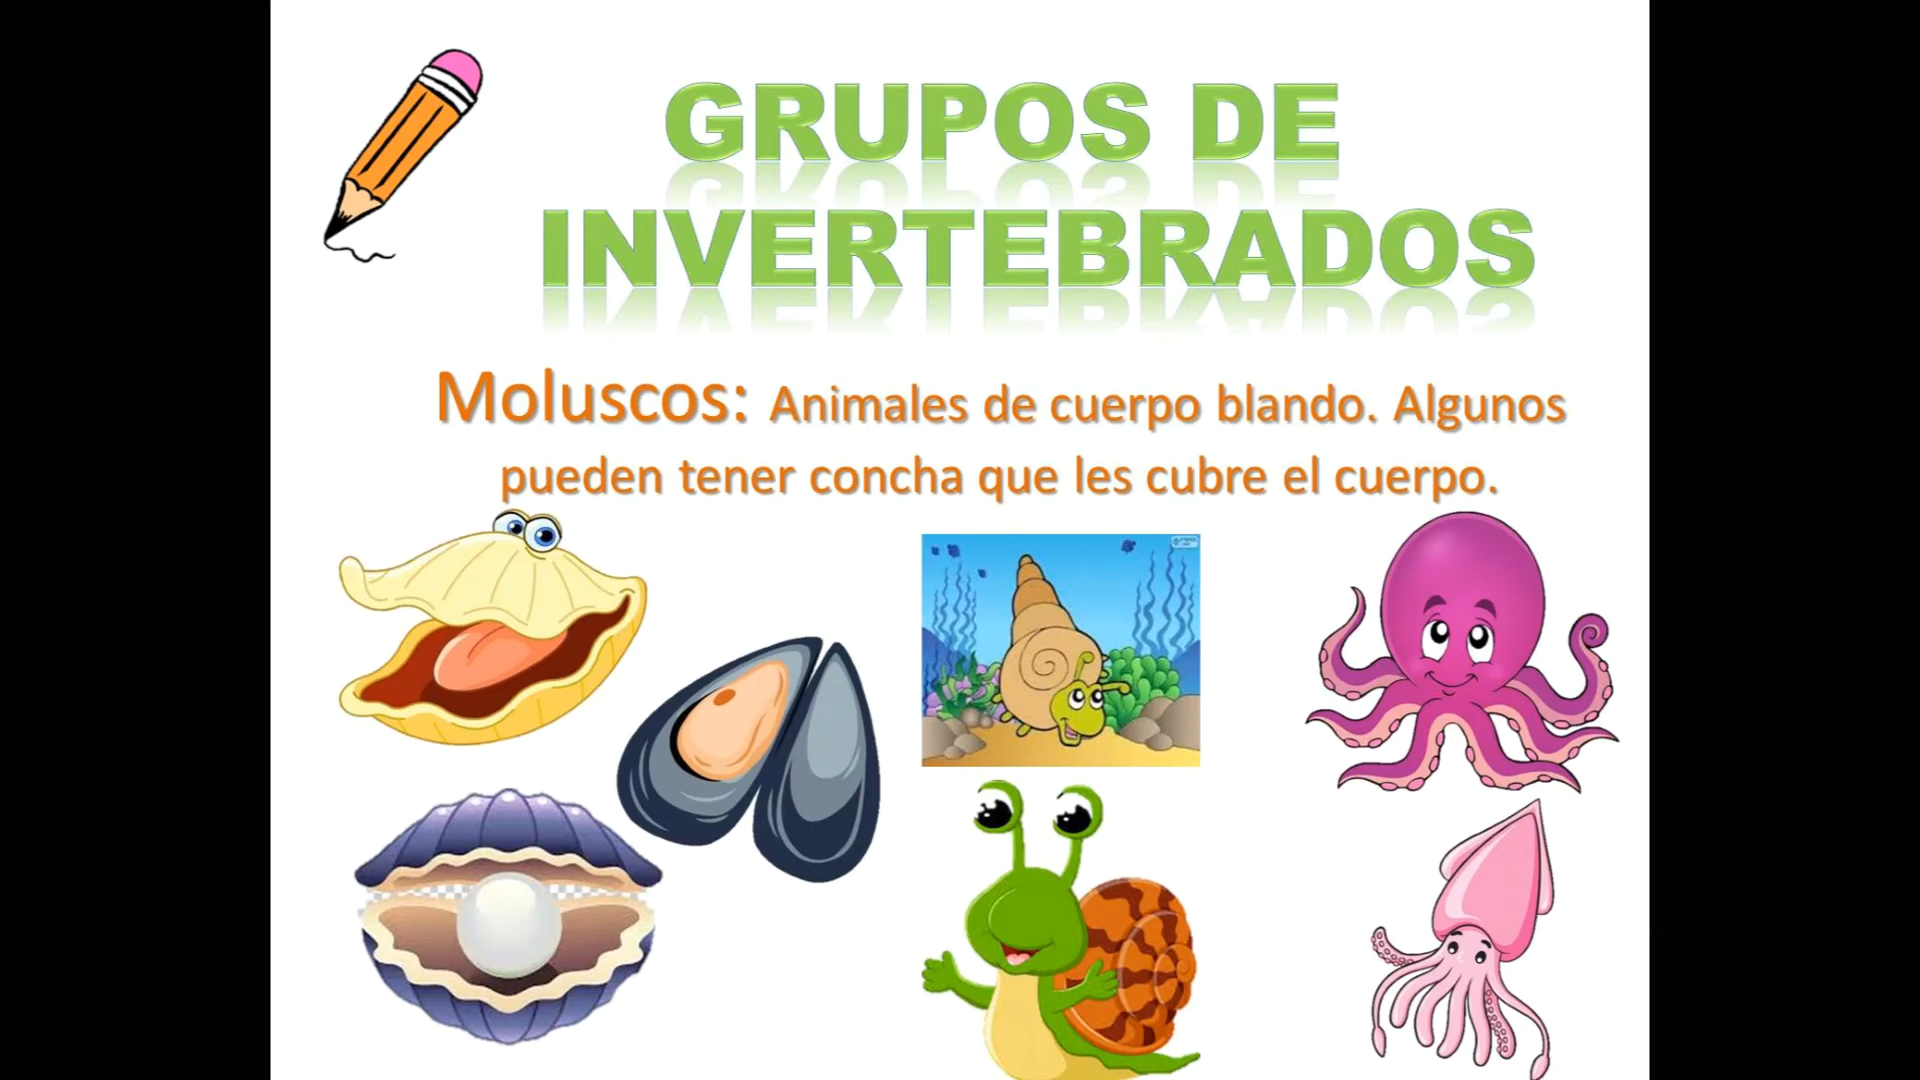 GRUPOS DE
INVERTEBRADOS
Moluscos: Animales de cuerpo blando. Algunos
pueden tener concha que les cubre el cuerpo.